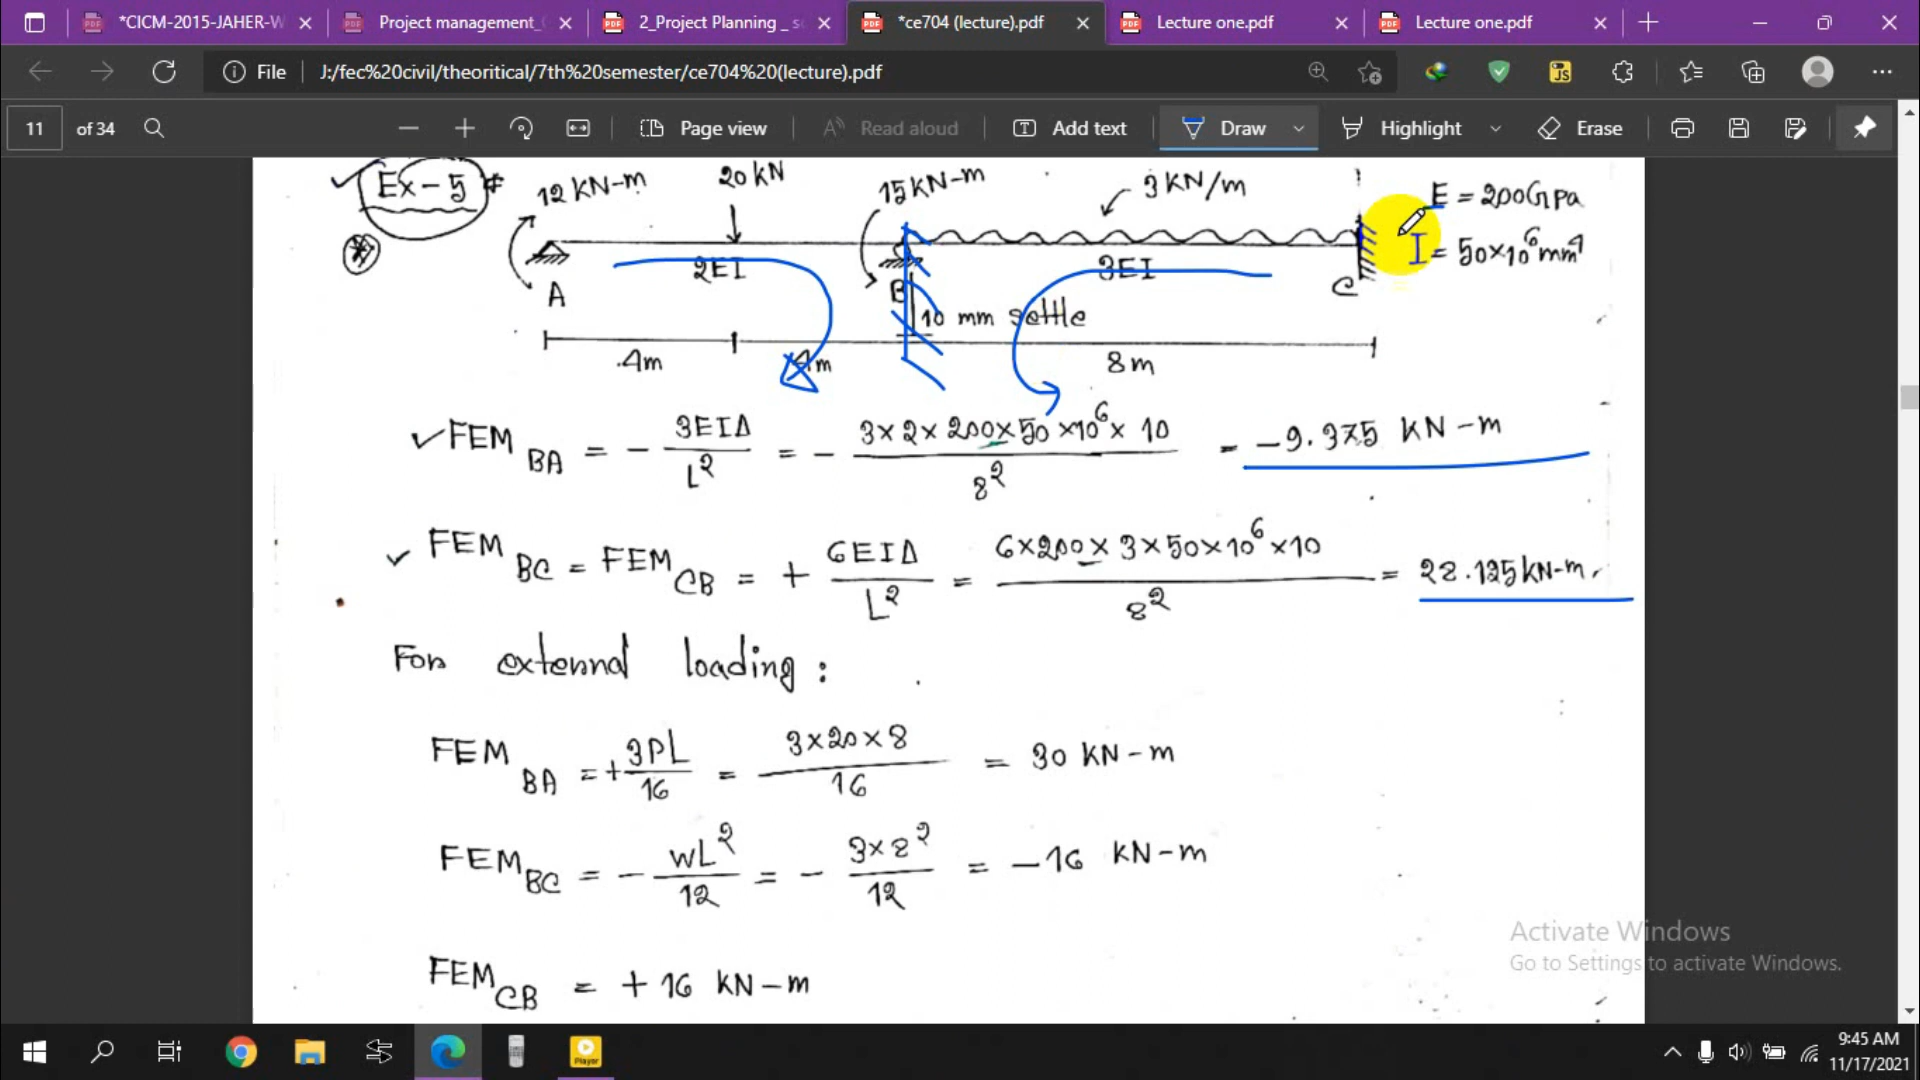 *CICM-2015-JAHER-W
Project management_
2_Project Planning _ s
*ce704 (lecture).pdf
Lecture one.pdf
Lecture one.pdf
File
J:/fec%20civil/theoritical/7th%20semester/ce704%20(lecture).pdf
11 of 34
Page view
Read aloud
Add text
Draw
Highlight
Erase
Ex-5
12 KN-m
20 kN
15 KN-m
3 KN/m
E = 200GPa
I = 50×10⁶mm⁴
2EI
3EI
A
B
C
10 mm settle
4m
4m
8m
FEM BA = - 3EIΔ / L² = - 3×2×200×50×10⁶×10 / 8² = -9.375 KN-m
FEM BC = FEM CB = + 6EIΔ / L² = 6×200×3×50×10⁶×10 / 8² = 28.125 kN-m.
For external loading:
FEM BA = + 3PL / 16 = 3×20×8 / 16 = 30 KN-m
FEM BC = - WL² / 12 = - 3×8² / 12 = -16 KN-m
FEM CB = + 16 KN-m
Activate Windows
Go to Settings to activate Windows.
Player
9:45 AM
11/17/2021